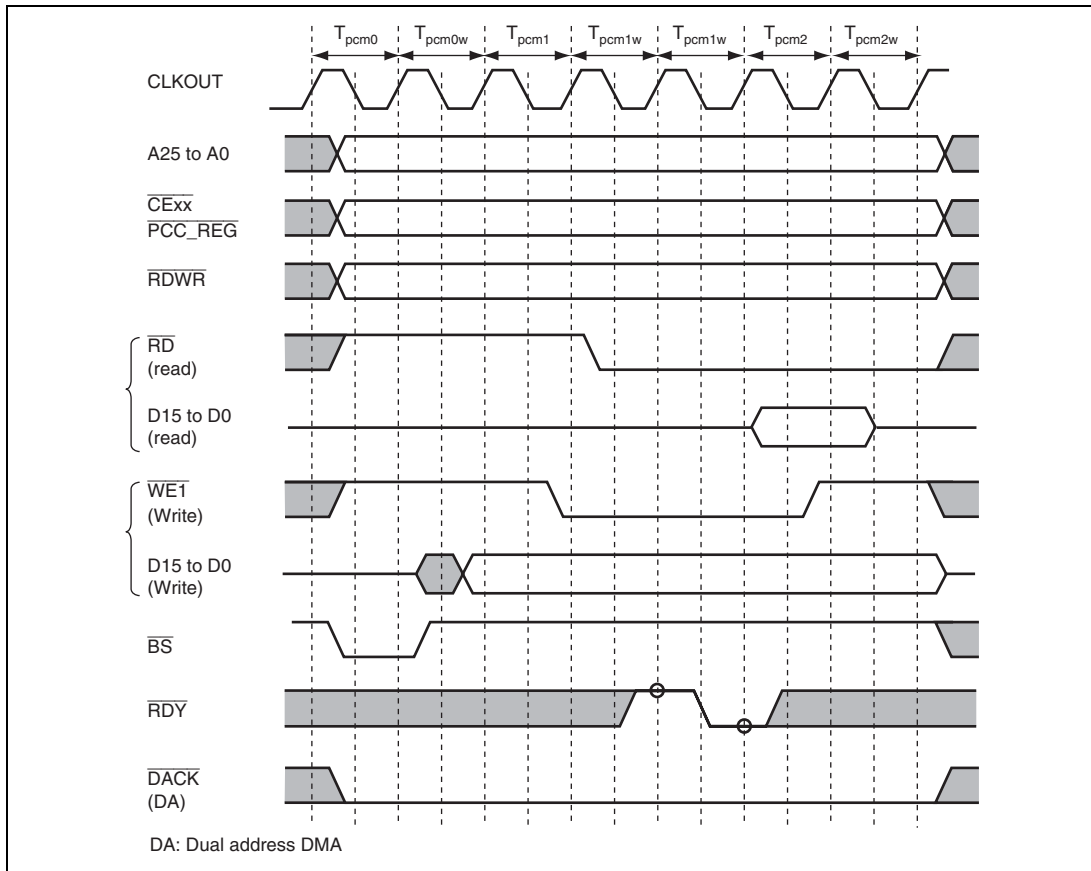 Tpcm0 Tpcm0w Tpcm1 Tpcm1w Tpcm1w Tpcm2 Tpcm2w
CLKOUT
A25 to A0
CExx
PCC_REG
RDWR
RD
(read)
D15 to D0
(read)
WE1
(Write)
D15 to D0
(Write)
BS
RDY
DACK
(DA)
DA: Dual address DMA